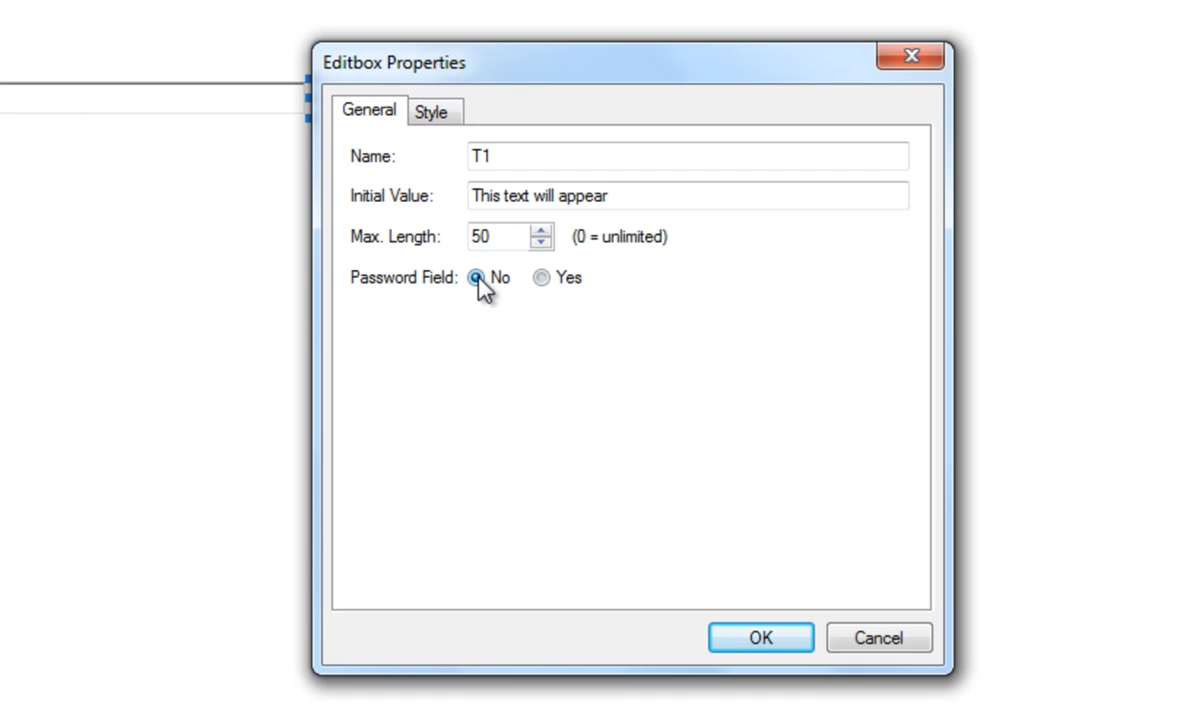 Editbox Properties
General Style
Name: T1
Initial Value: This text will appear
Max. Length: 50 (0 = unlimited)
Password Field: No Yes
OK Cancel